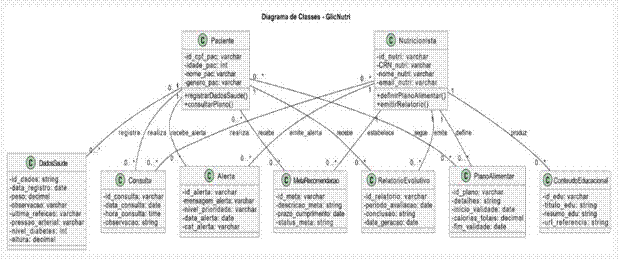 Diagrama de Classes - GlicNutri
C Paciente
-id_cpf_pac: varchar
-idade_pac: int
-nome_pac: varchar
-genero_pac: varchar
+registrarDadosSaude()
+consultarPlano()
C Nutricionista
-id_nutri: varchar
-CRN_nutri: varchar
-nome_nutri: varchar
-email_nutri: varchar
+definirPlanoAlimentar()
+emitirRelatorio()
registra realiza recebe_alerta realiza recebe emite_alerta recebe estabelece segue emite define produz
C DadosSaude
-id_dados: string
-data_registro: date
-peso: decimal
-observacao: varchar
-ultima_refeicao: varchar
-pressao_arterial: varchar
-nivel_diabetes: int
-altura: decimal
C Consulta
-id_consulta: varchar
-data_consulta: date
-hora_consulta: time
-observacao: string
C Alerta
-id_alerta: varchar
-mensagem_alerta: varchar
-nivel_prioridade: varchar
-data_alerta: date
-cat_alerta: varchar
C MetaRecomendacao
-id_meta: varchar
-descricao_meta: string
-prazo_cumprimento: date
-status_meta: string
C RelatorioEvolutivo
-id_relatorio: varchar
-periodo_avaliacao: date
-conclusao: string
-data_geracao: date
C PlanoAlimentar
-id_plano: varchar
-detalhes: string
-inicio_validade: date
-calorias_totais: decimal
-fim_validade: date
C ConteudoEducacional
-id_edu: varchar
-titulo_edu: string
-resumo_edu: string
-url_referencia: string